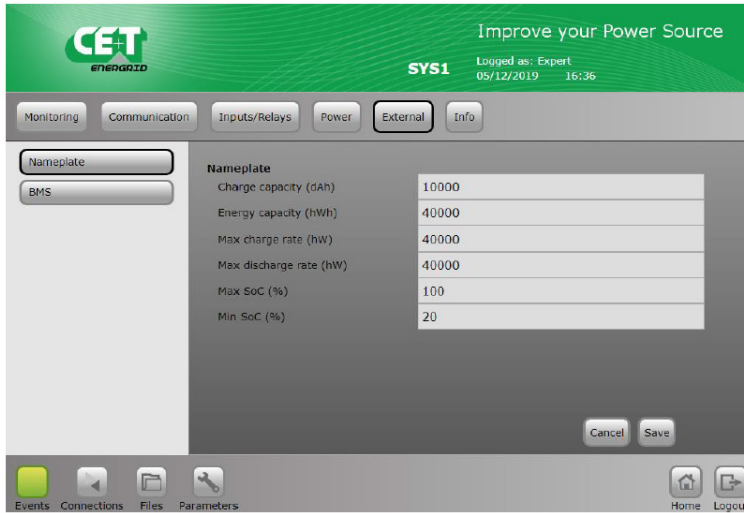 CE+T
ENERGRID
Improve your Power Source
SYS1
Logged as: Expert
05/12/2019 16:36
Monitoring Communication Inputs/Relays Power External Info
Nameplate
BMS
Nameplate
Charge capacity (dAh) 10000
Energy capacity (hWh) 40000
Max charge rate (hW) 40000
Max discharge rate (hW) 40000
Max SoC (%) 100
Min SoC (%) 20
Cancel Save
Events Connections Files Parameters Home Logou